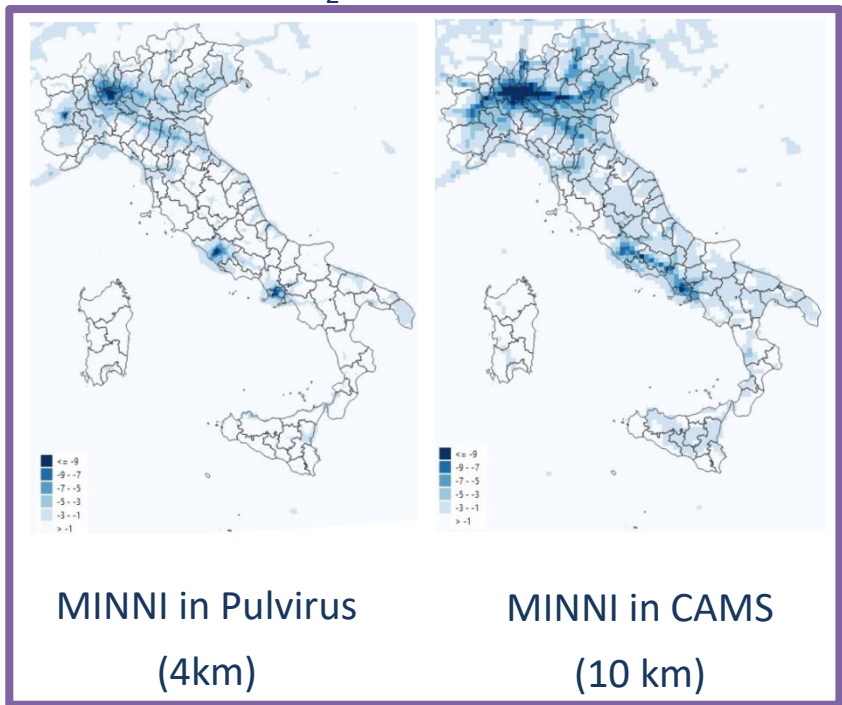 2
<= -9
-9 - -7
-7 - -5
-5 - -3
-3 - -1
> -1
<= -9
-9 - -7
-7 - -5
-5 - -3
-3 - -1
> -1
MINNI in Pulvirus
MINNI in CAMS
(4km)
(10 km)